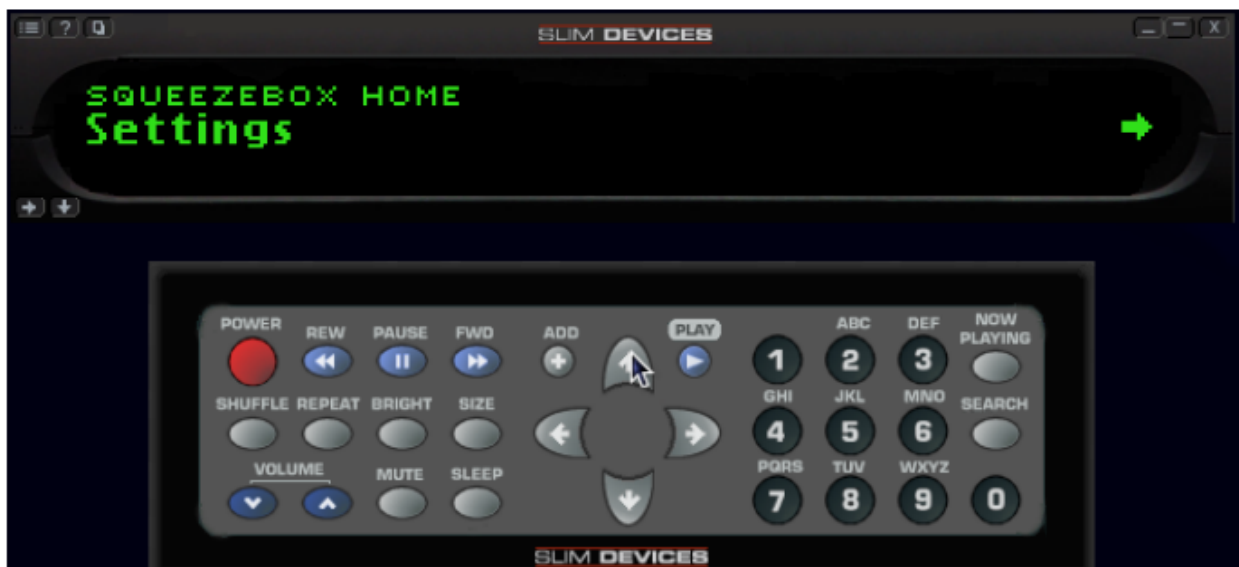 ? SLIM DEVICES X
SQUEEZEBOX HOME
Settings
POWER REW PAUSE FWD ADD PLAY ABC DEF NOW PLAYING
1 2 3
SHUFFLE REPEAT BRIGHT SIZE GHI JKL MNO SEARCH
4 5 6
VOLUME MUTE SLEEP PQRS TUV WXYZ
7 8 9 0
SLIM DEVICES